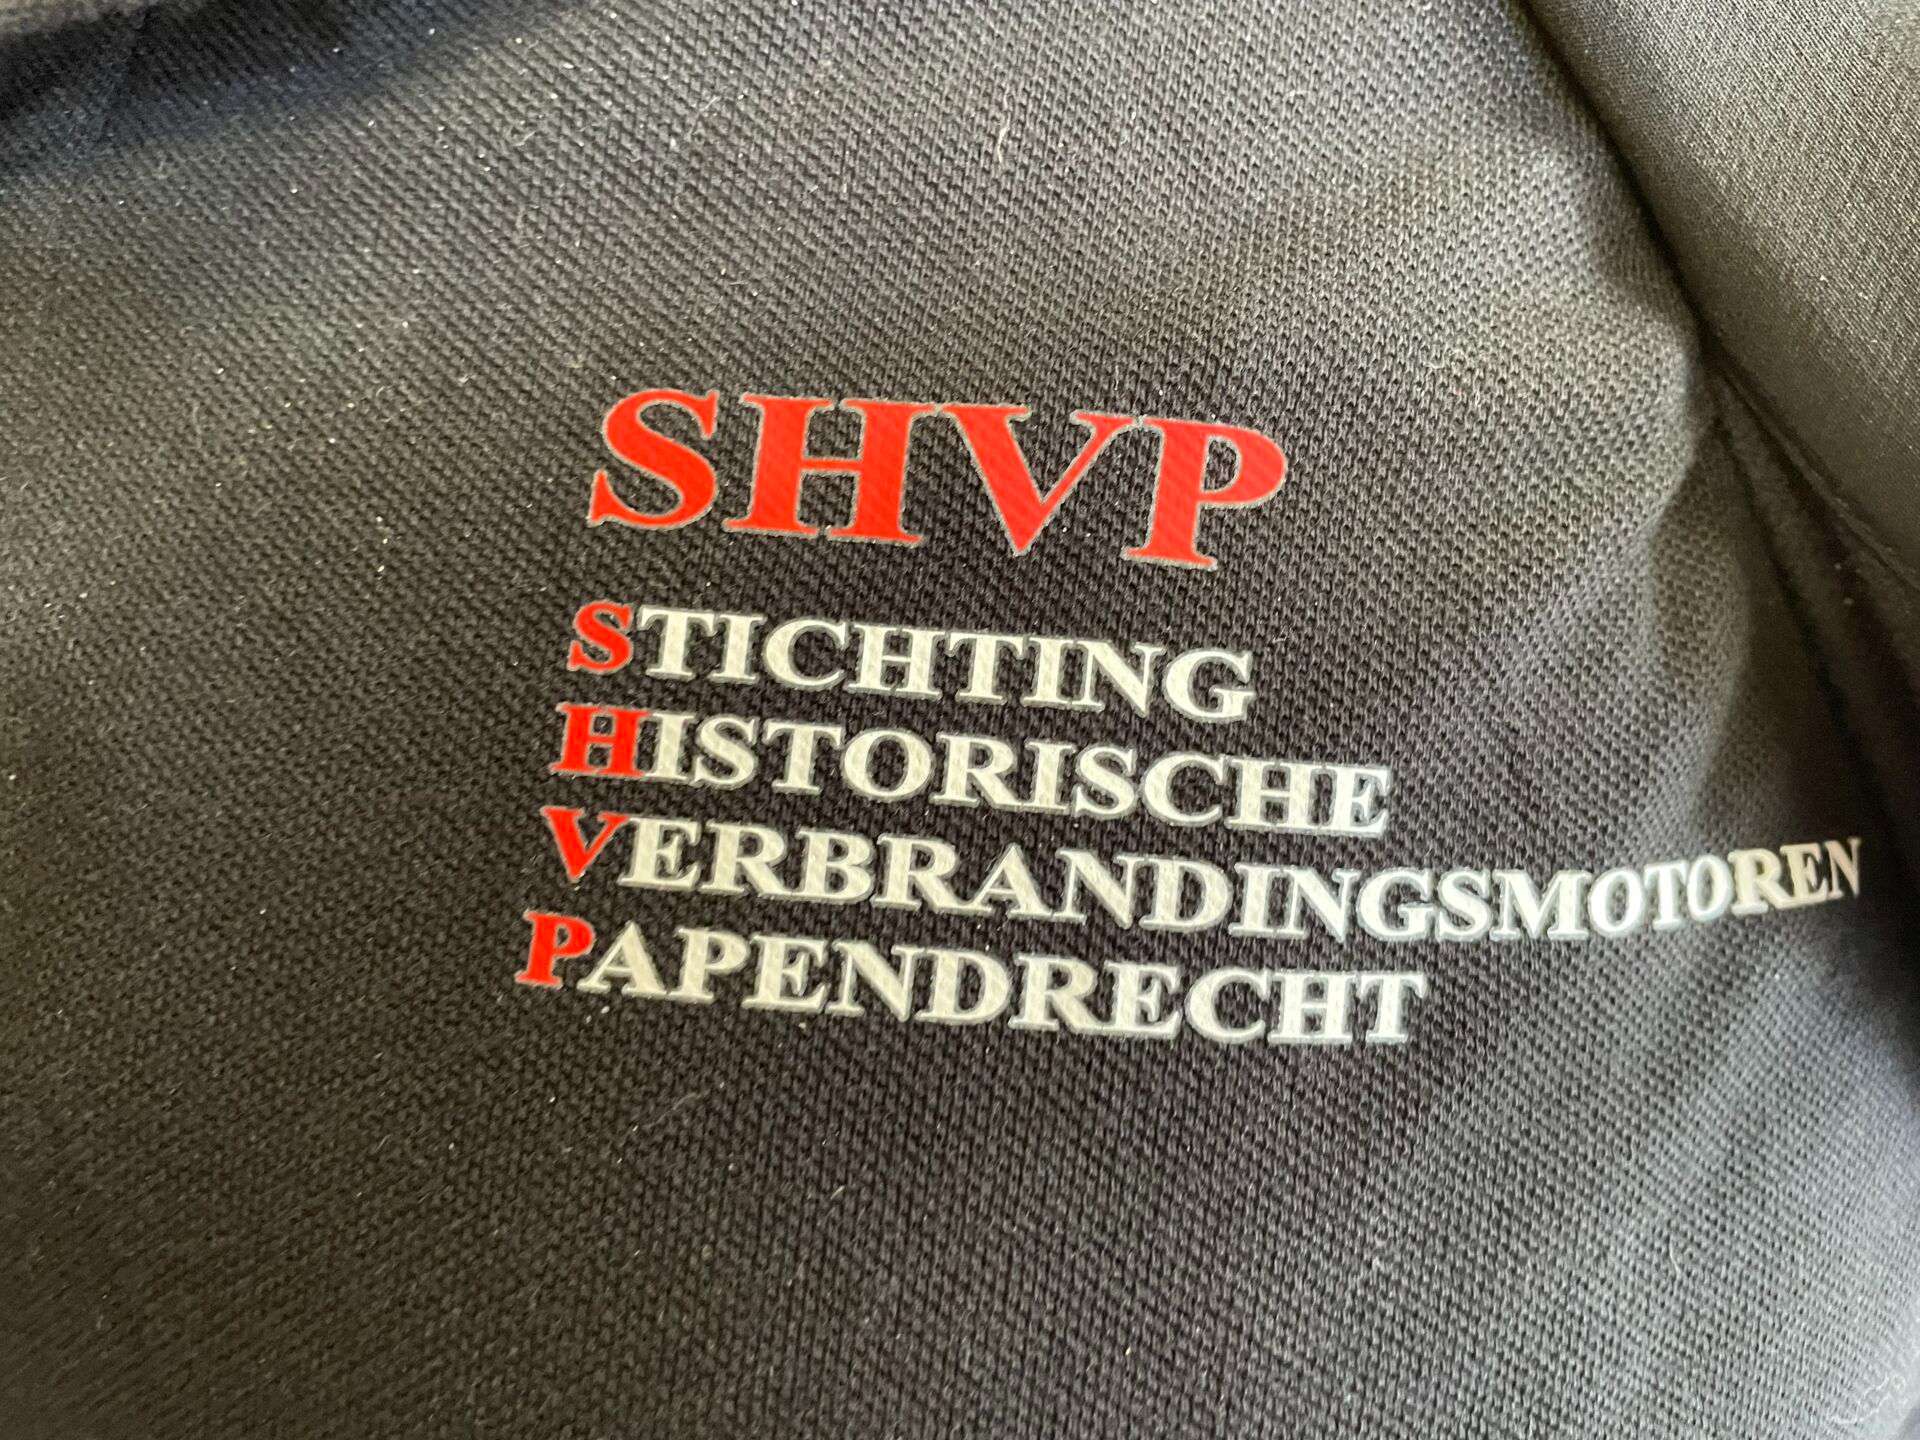 SHVP
STICHTING
HISTORISCHE
VERBRANDINGSMOTOREN
PAPENDRECHT